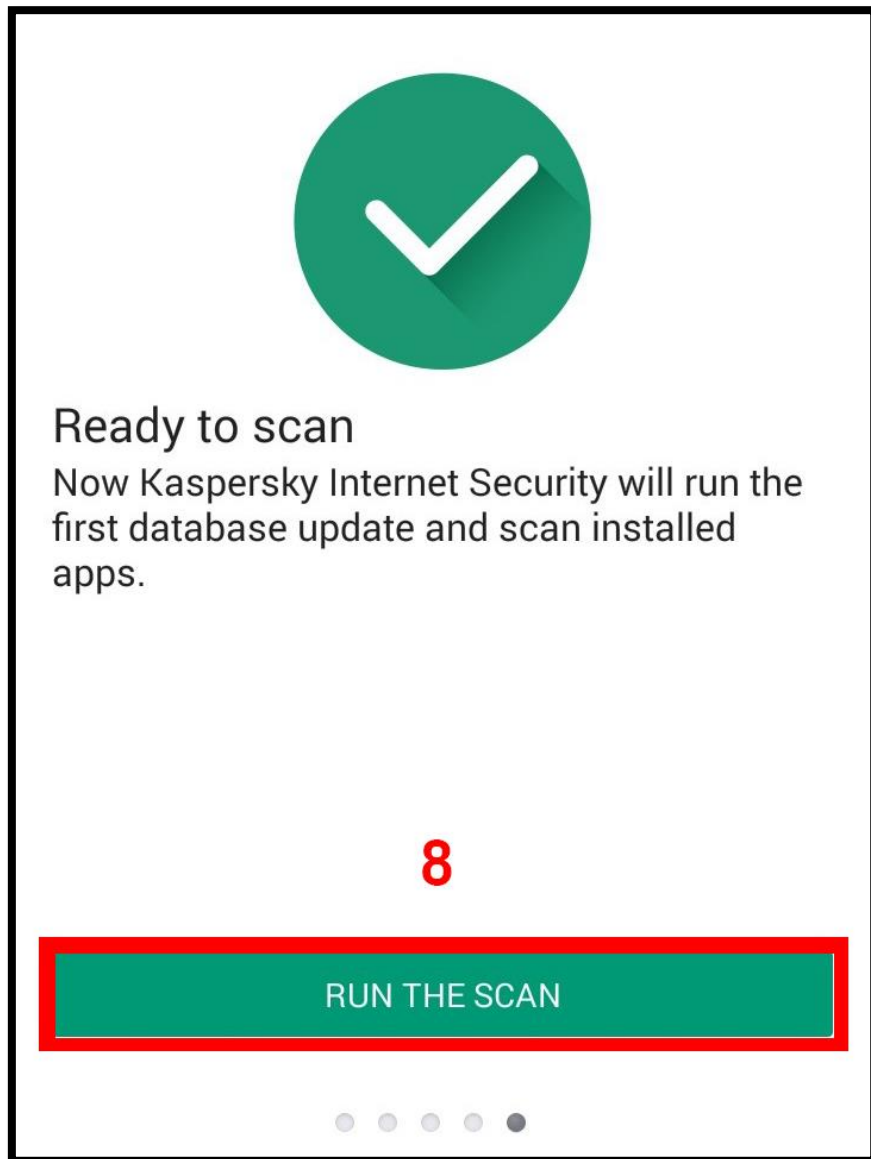 Ready to scan
Now Kaspersky Internet Security will run the
first database update and scan installed
apps.
8
RUN THE SCAN